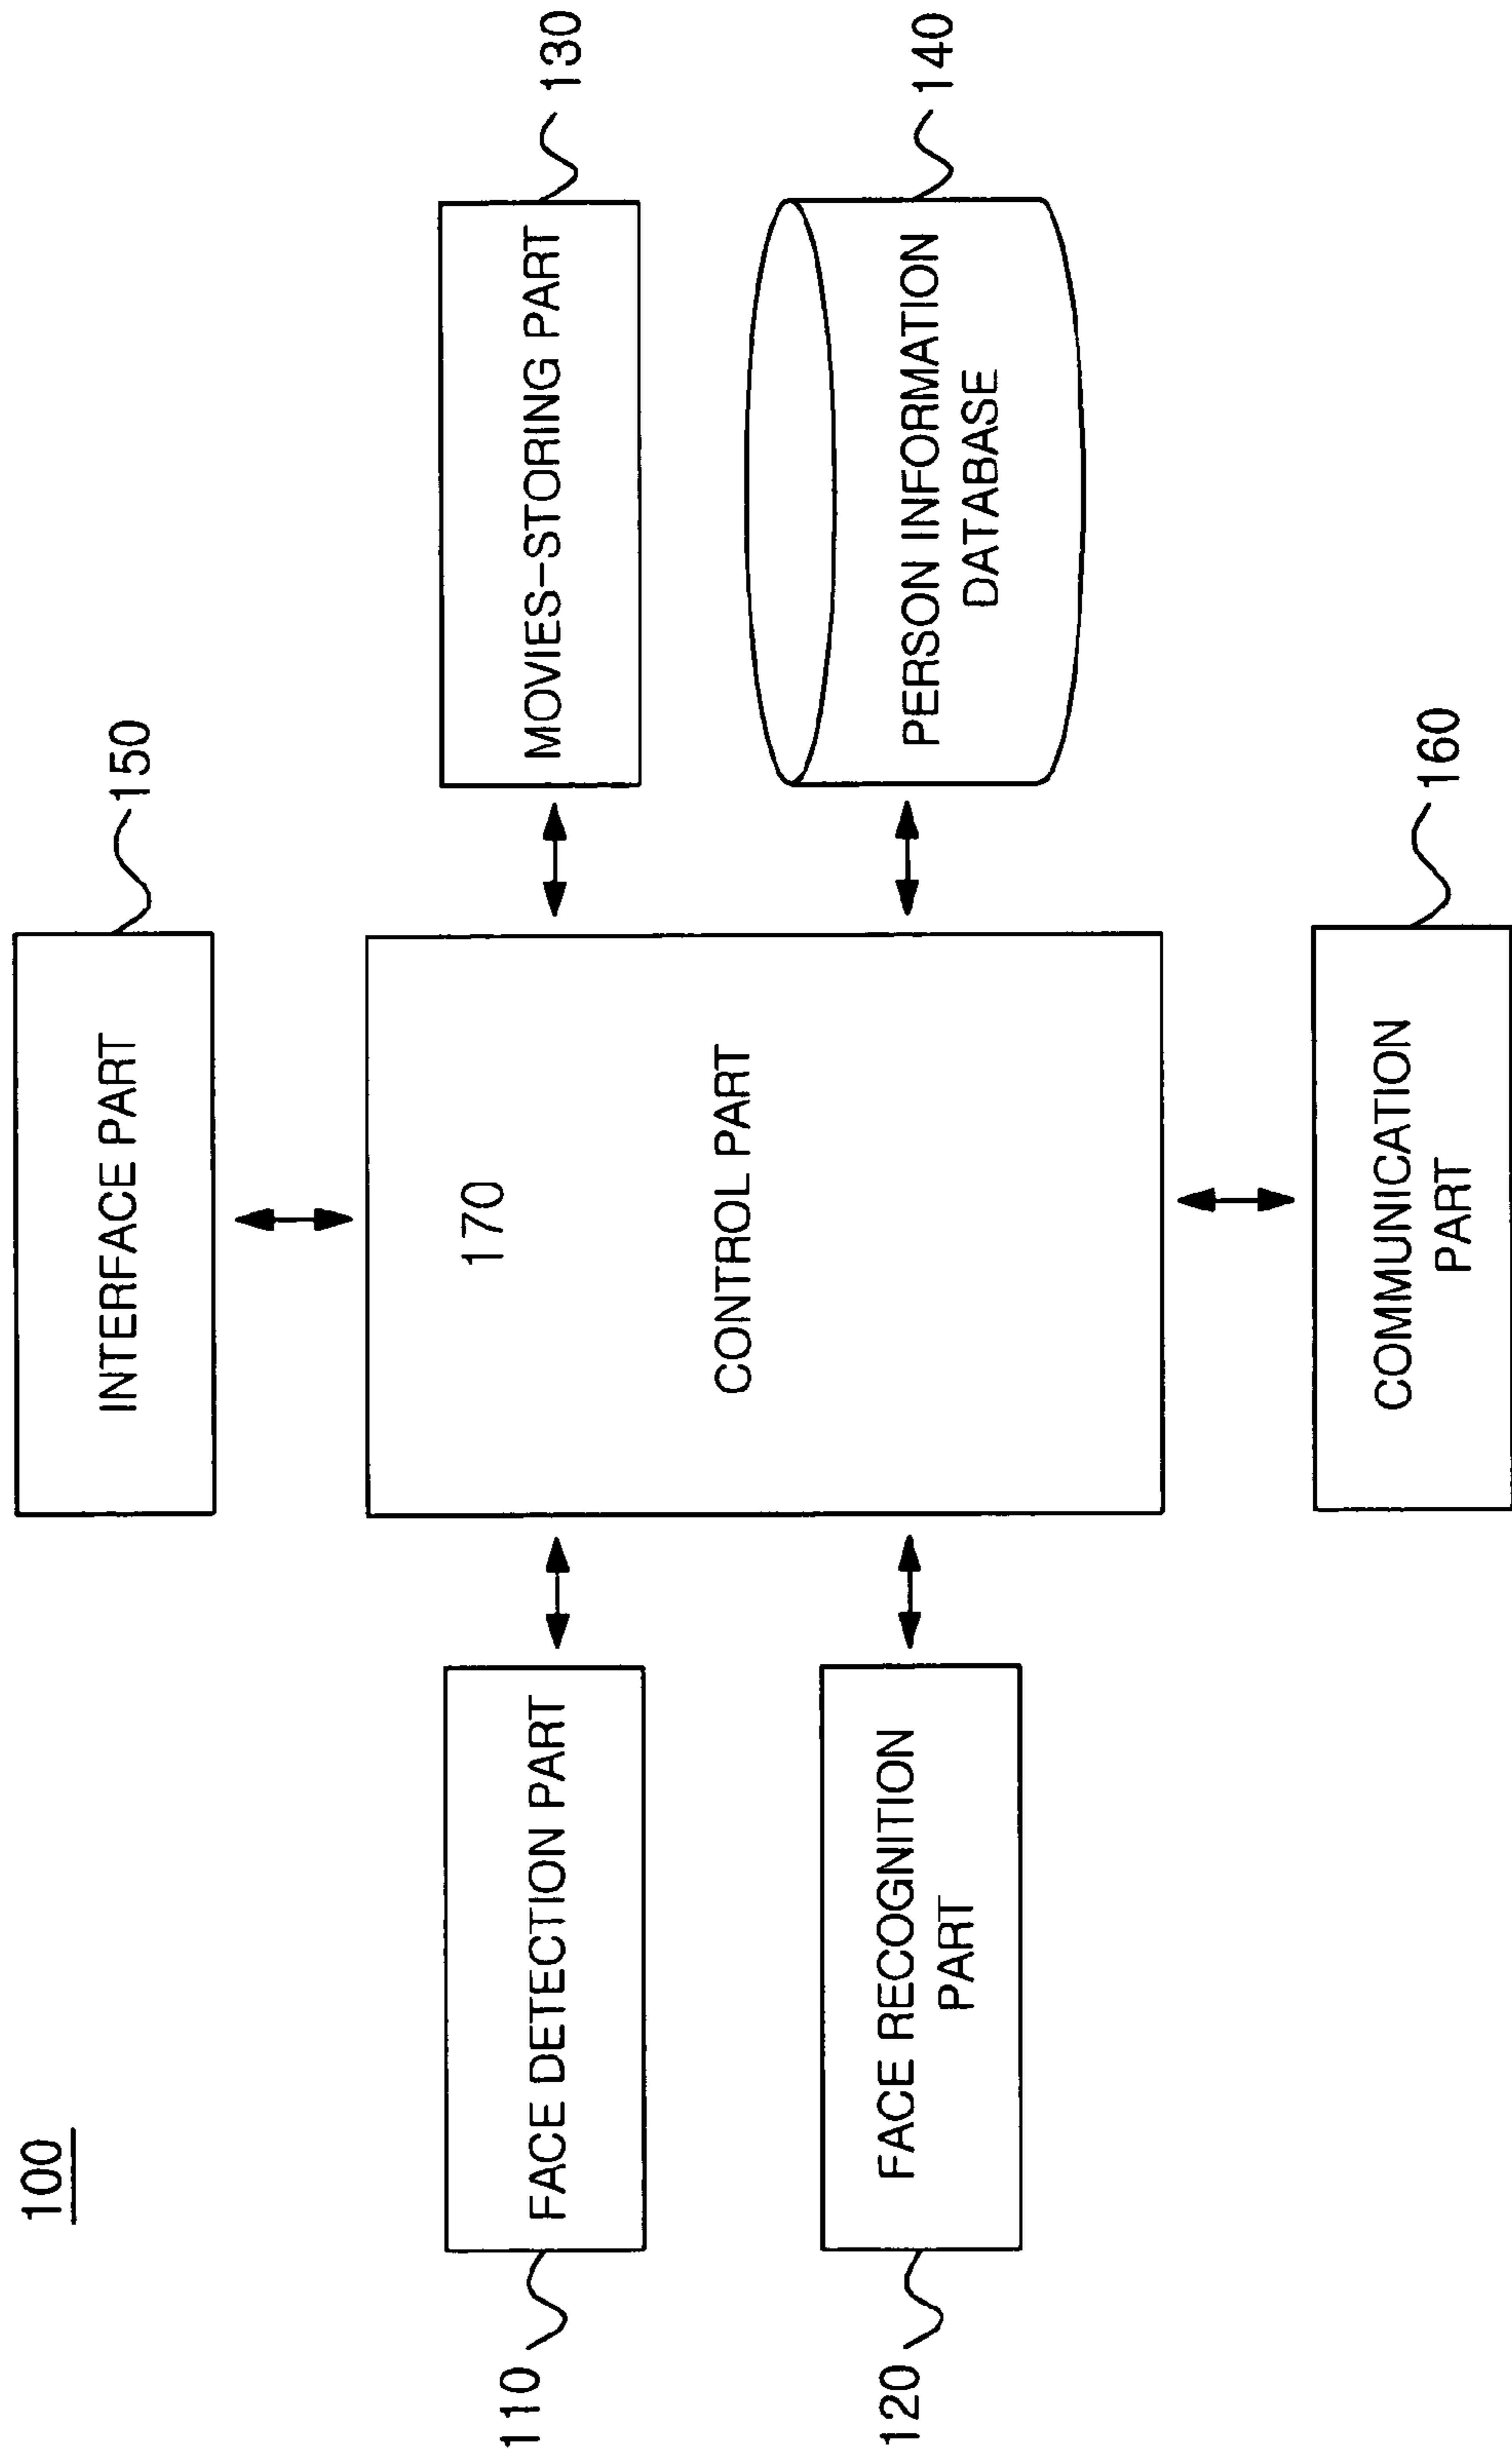 100
150
INTERFACE PART
110
FACE DETECTION PART
170
CONTROL PART
MOVIES-STORING PART
130
120
FACE RECOGNITION
PART
PERSON INFORMATION
DATABASE
140
COMMUNICATION
PART
160